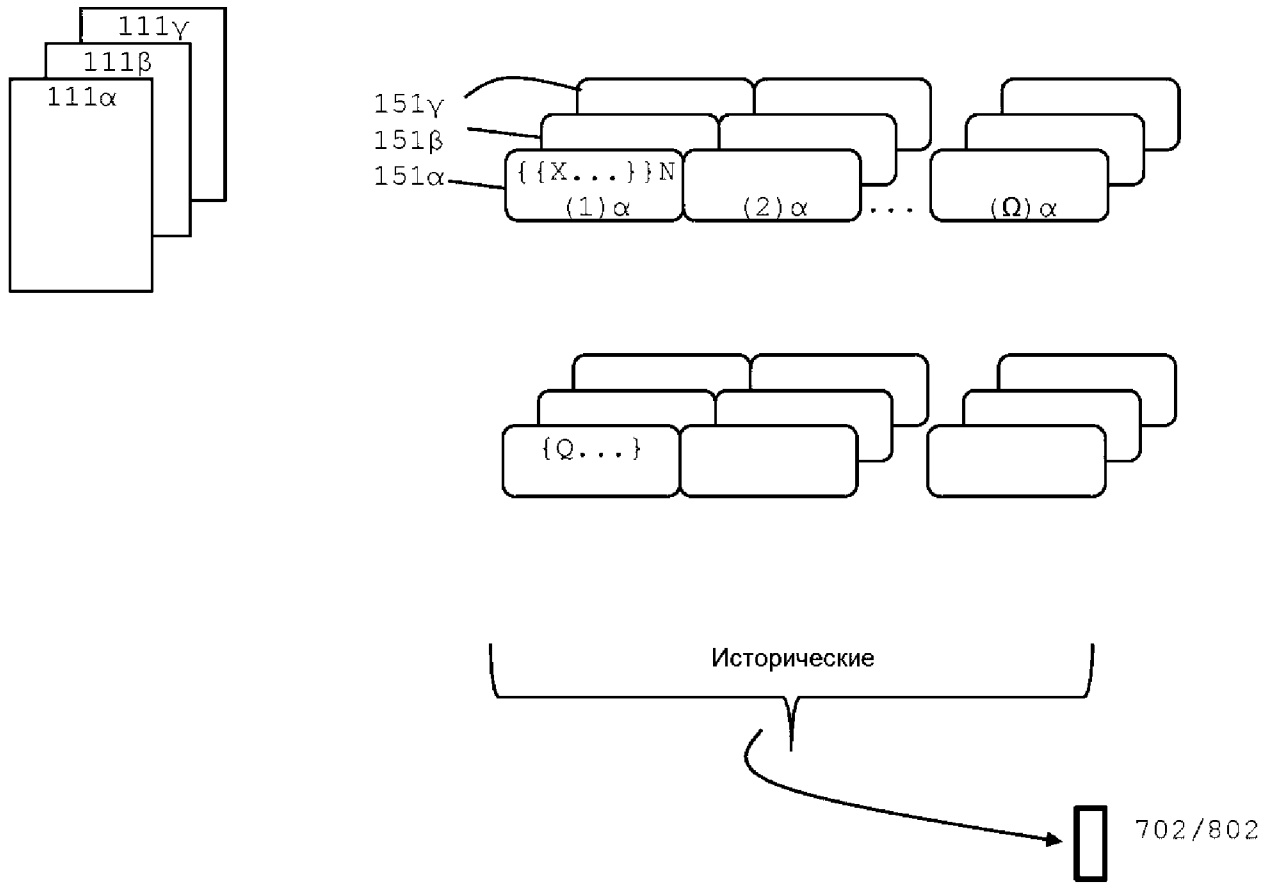 111γ
111β
111α
151γ
151β
151α
{{X...}}N
(1)α
(2)α
...
(Ω)α
{Q...}
Исторические
702/802